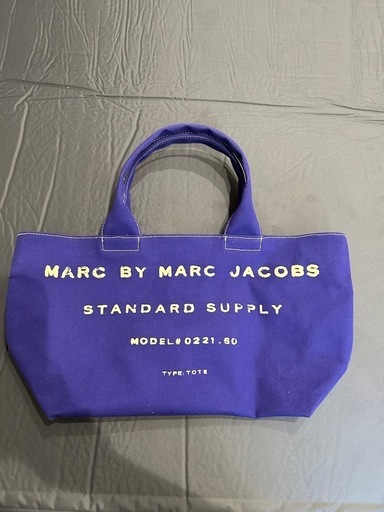 MARC BY MARC JACOBS
STANDARD SUPPLY
MODEL# 0221.60
TYPE: TOTE